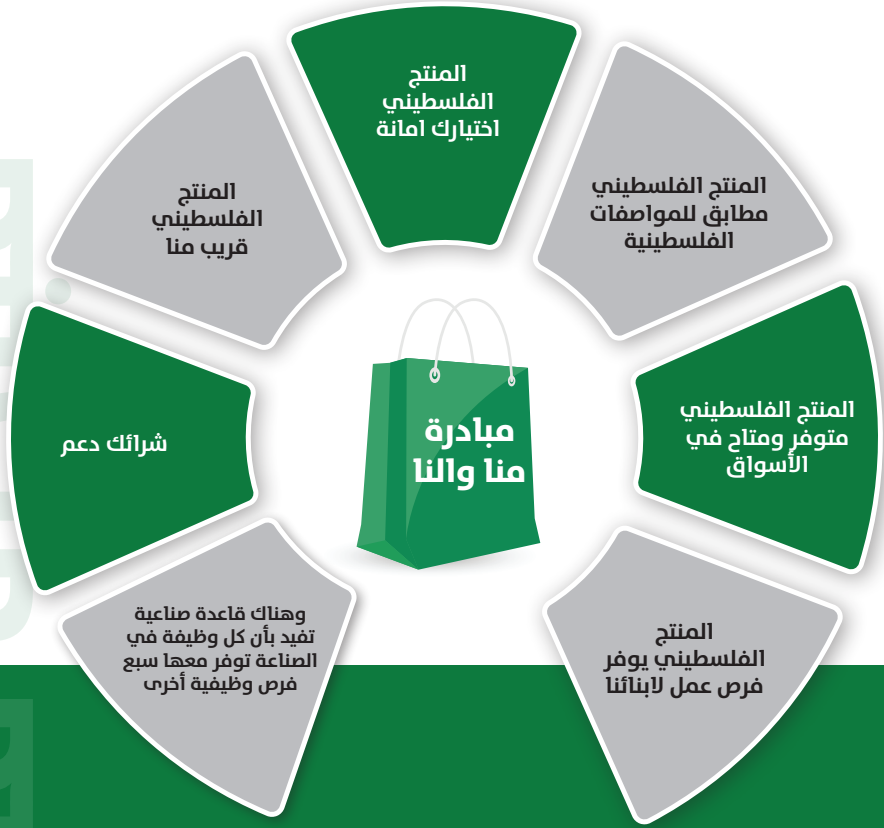 المنتج
الفلسطيني
اختيارك امانة
المنتج الفلسطيني
مطابق للمواصفات
الفلسطينية
المنتج الفلسطيني
متوفر ومتاح في
الأسواق
المنتج
الفلسطيني يوفر
فرص عمل لابنائنا
وهناك قاعدة صناعية
تفيد بأن كل وظيفة في
الصناعة توفر معها سبع
فرص وظيفية أخرى
شرائك دعم
المنتج
الفلسطيني
قريب منا
مبادرة
منا والنا